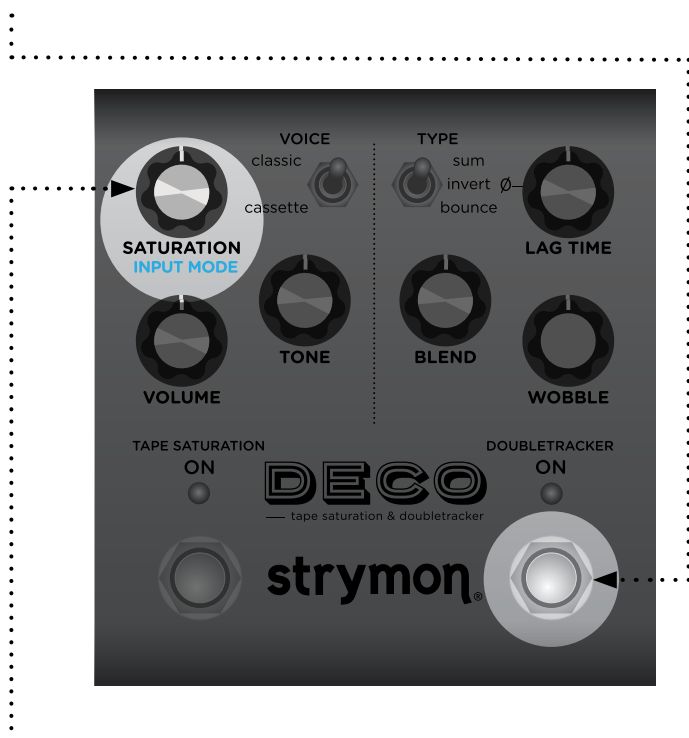 VOICE
classic
cassette
TYPE
sum
invert Ø
bounce
SATURATION
INPUT MODE
LAG TIME
TONE
BLEND
VOLUME
WOBBLE
TAPE SATURATION
ON
DOUBLETRACKER
ON
DECO
tape saturation & doubletracker
strymon®